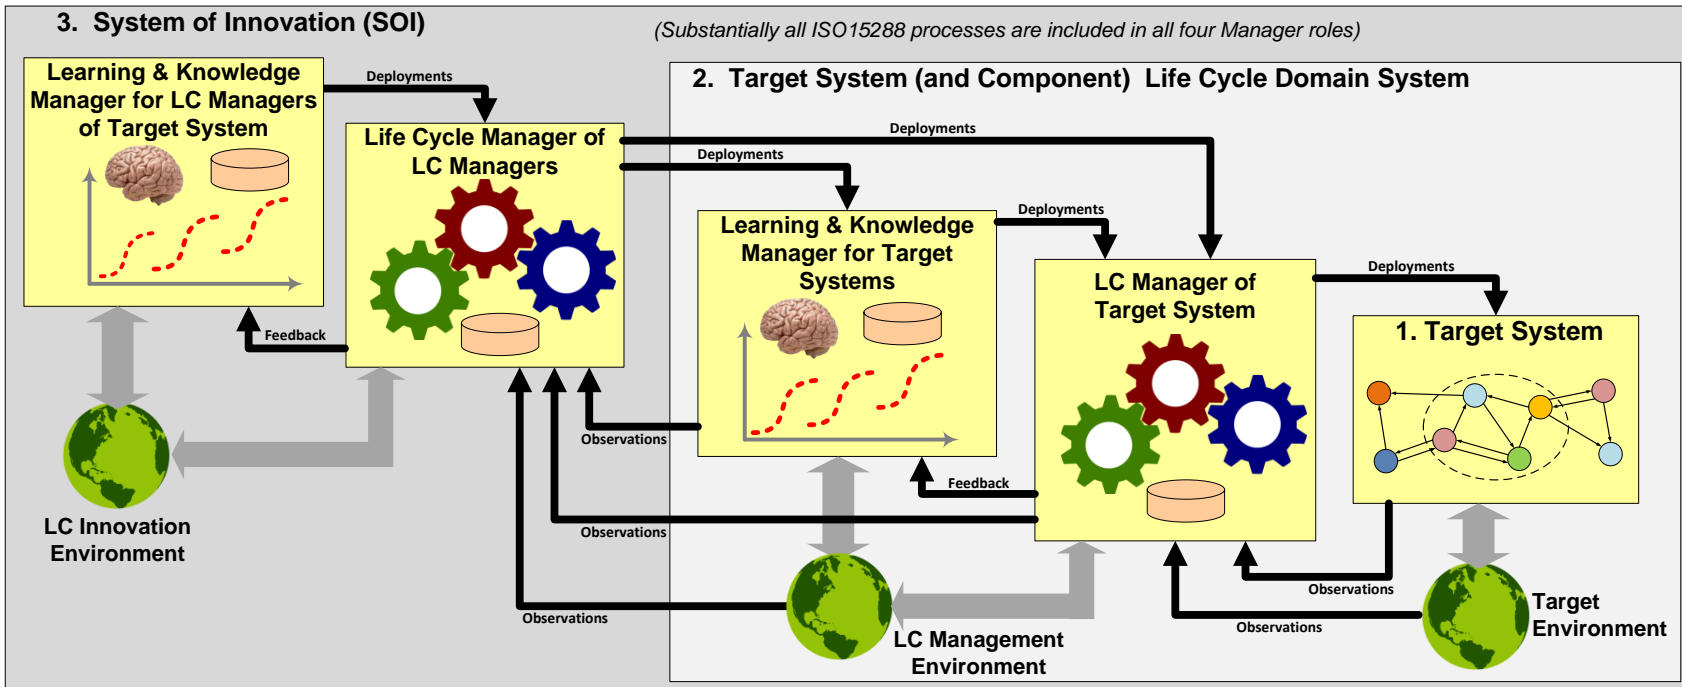 3. System of Innovation (SOI)
(Substantially all ISO15288 processes are included in all four Manager roles)
Learning & Knowledge
Manager for LC Managers
of Target System
Deployments
2. Target System (and Component) Life Cycle Domain System
Life Cycle Manager of
LC Managers
Deployments
Deployments
Learning & Knowledge
Manager for Target
Systems
Deployments
LC Manager of
Target System
Deployments
1. Target System
Feedback
Observations
Feedback
Observations
LC Innovation
Environment
Observations
Observations
Observations
LC Management
Environment
Target
Environment